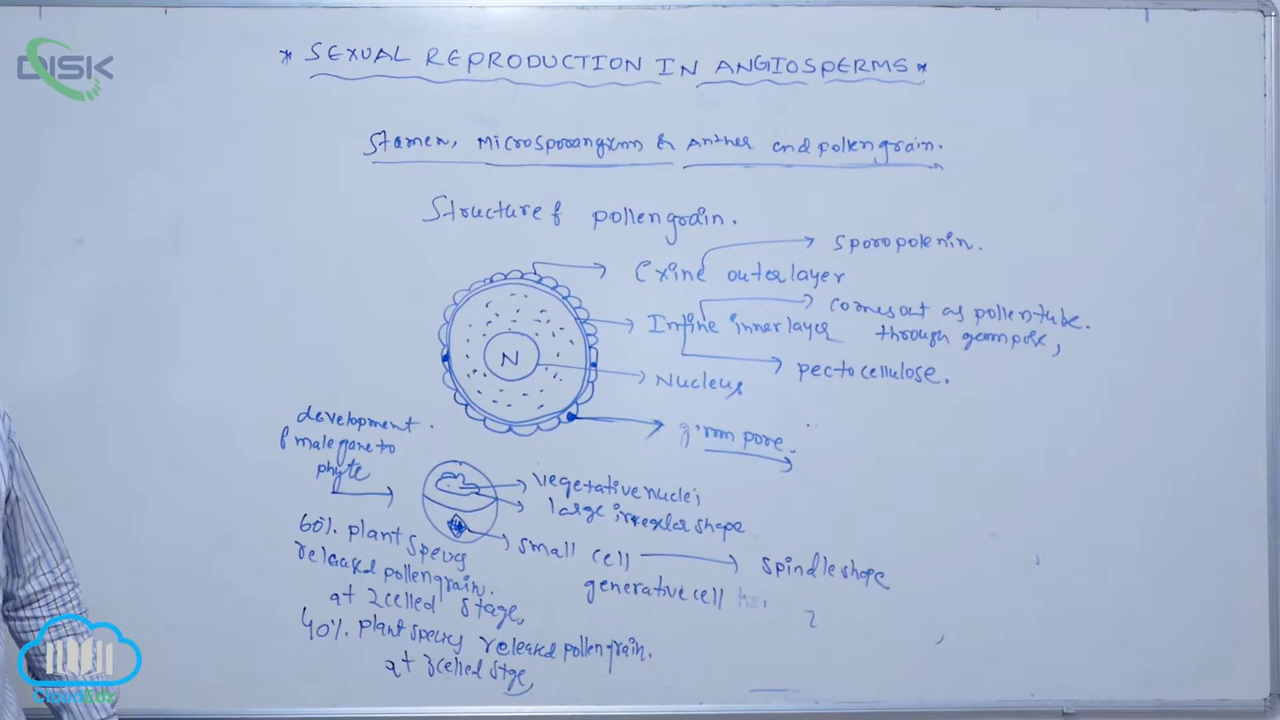 DISK
* SEXUAL REPRODUCTION IN ANGIOSPERMS *
Stamen, Microsporangium & Anther and pollengrain.
Structure of pollengrain.
sporopolenin.
Exine outerlayer
comes out as pollentube.
through germpore,
Intine innerlayer
pectocellulose.
N
Nucleus
germ pore.
development
of male gameto
phyte
vegetative nuclei
large irregular shape
small cell
spindle shape
generative cell
60% plant species
released pollengrain.
at 2celled stage,
40% plant species released pollengrain.
at 3celled stge,
CloudEdz